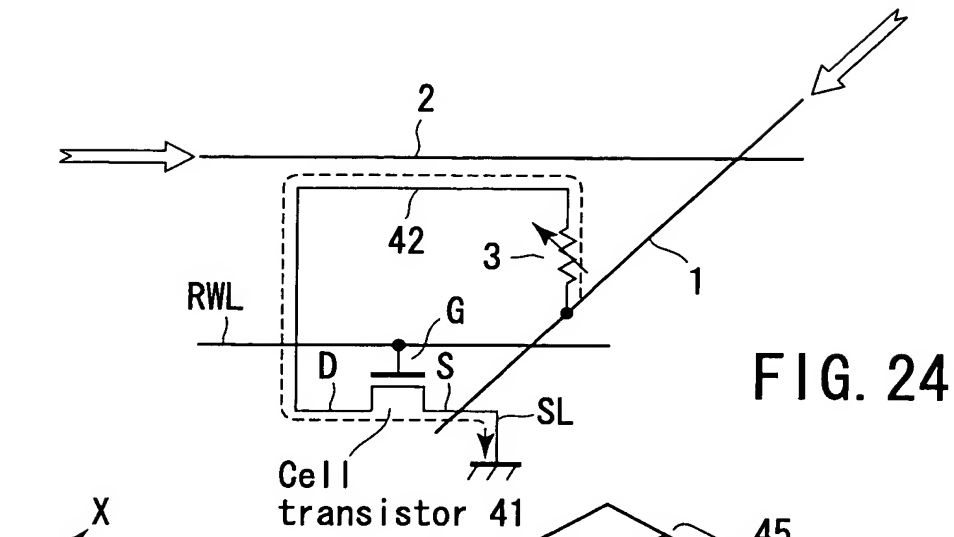 2
42
3
1
RWL
G
D
S
FIG. 24
SL
Cell
transistor 41
X
45